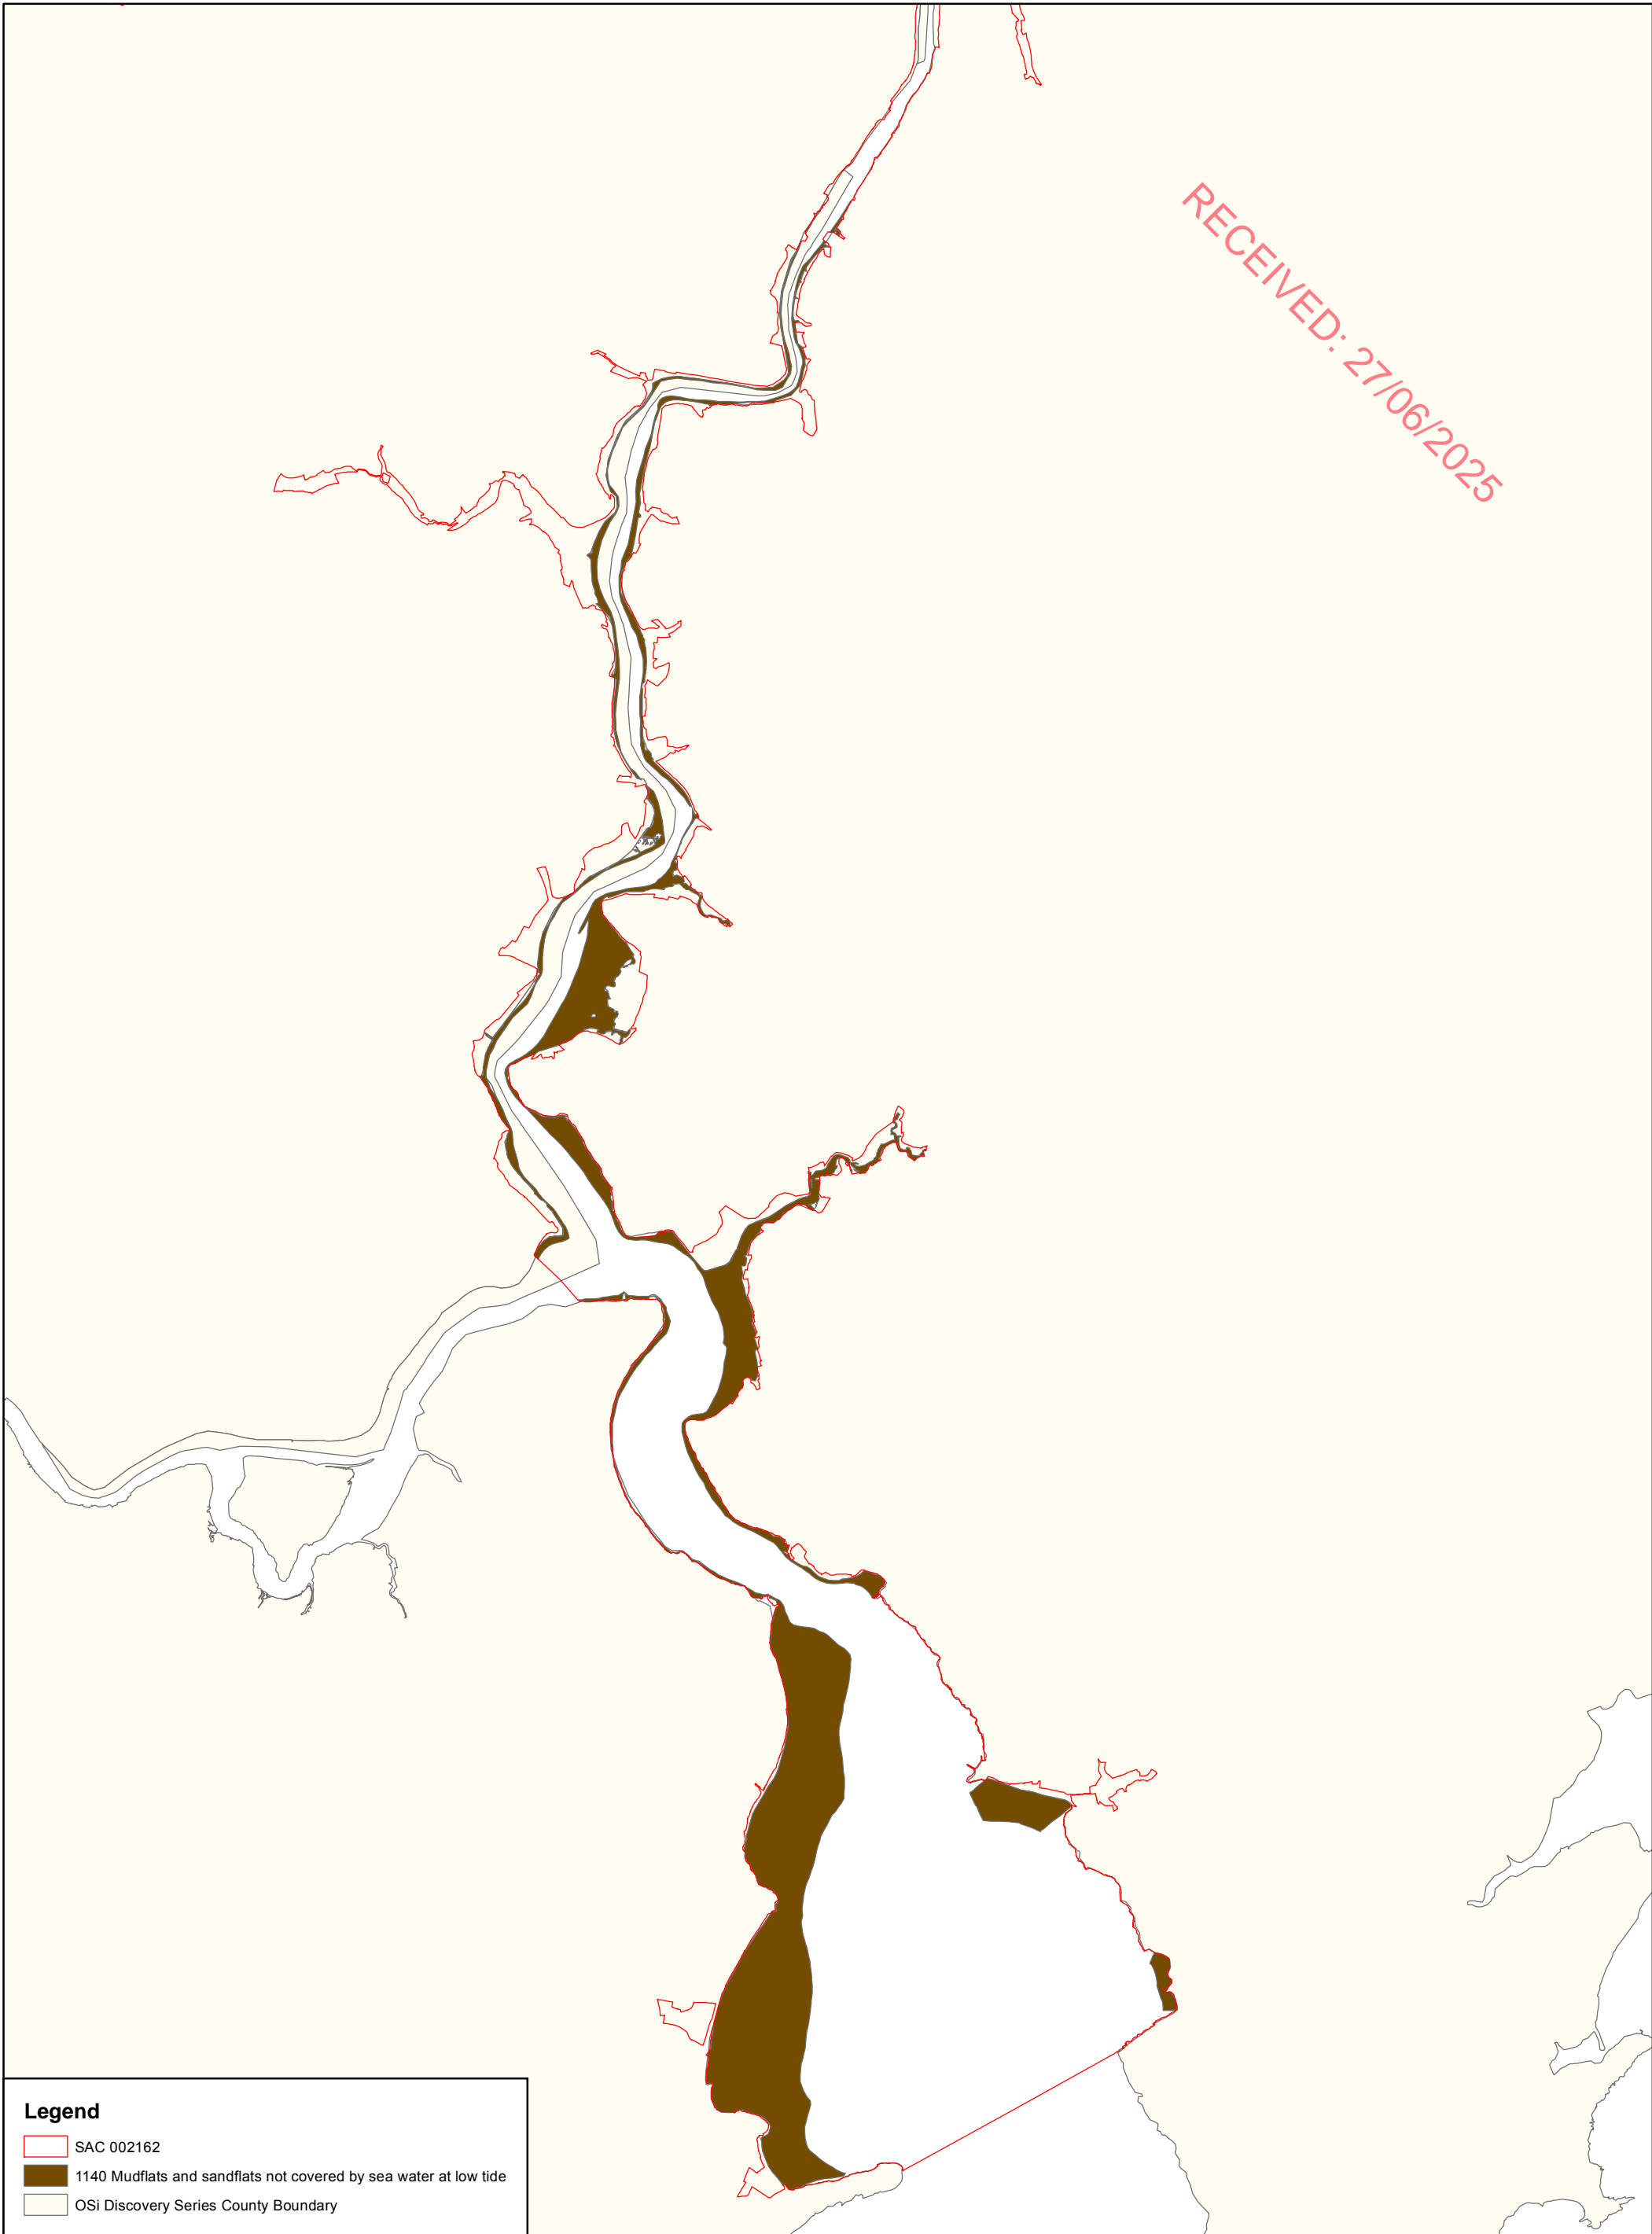 RECEIVED: 27/06/2025
Legend
SAC 002162
1140 Mudflats and sandflats not covered by sea water at low tide
OSi Discovery Series County Boundary